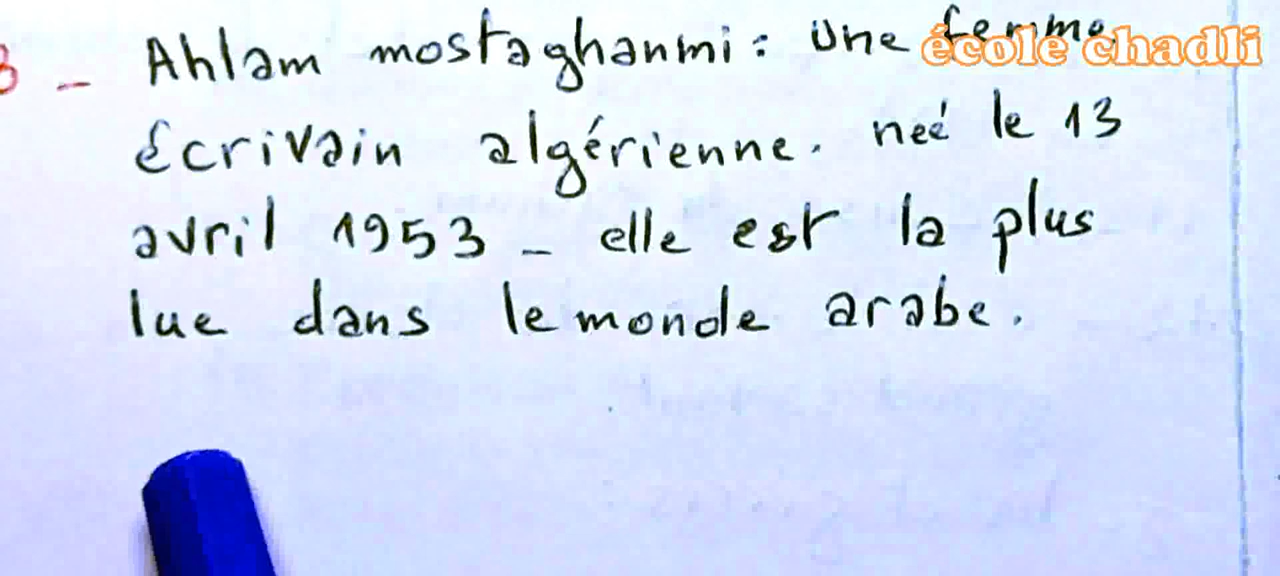 3 - Ahlam mostaghanmi : une femme
école chadli
écrivain algérienne. neé le 13
avril 1953 - elle est la plus
lue dans le monde arabe.